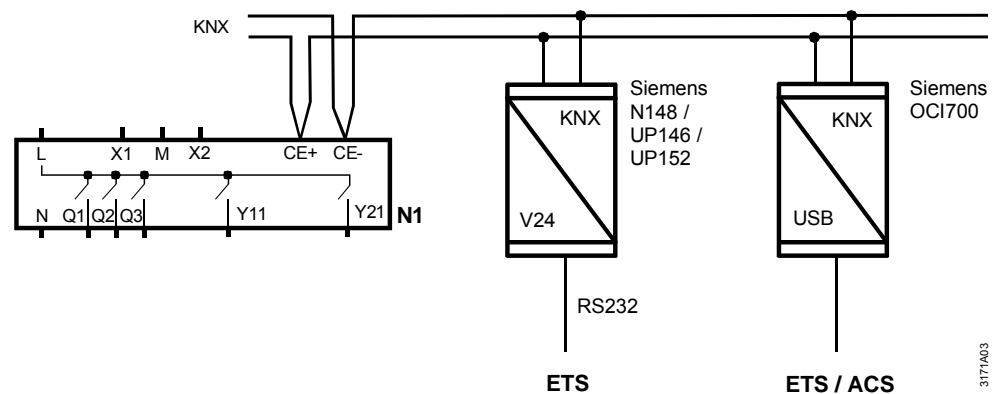 KNX
L X1 M X2 CE+ CE-
N Q1 Q2 Q3 Y11 Y21
N1
KNX
V24
Siemens
N148 /
UP146 /
UP152
RS232
ETS
KNX
USB
Siemens
OCI700
ETS / ACS
3171A03